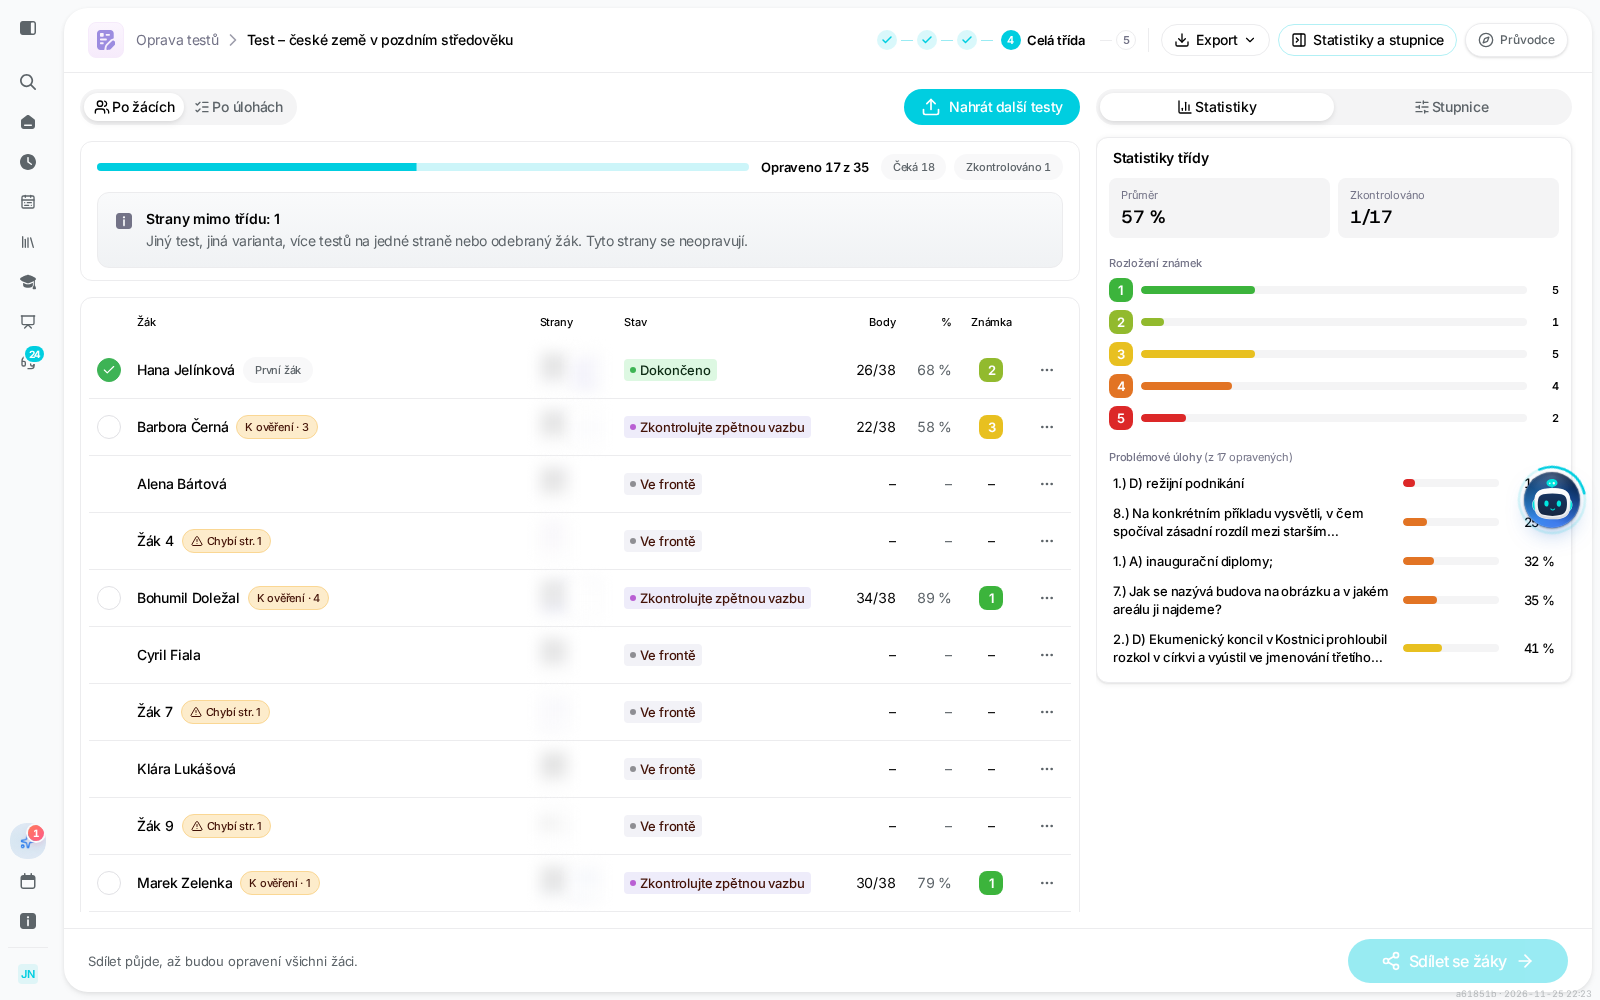 Oprava testů
Test – české země v pozdním středověku
4 Celá třída
5
Export
Statistiky a stupnice
Průvodce
Po žácích
Po úlohách
Nahrát další testy
Statistiky
Stupnice
Opraveno 17 z 35
Čeká 18
Zkontrolováno 1
Strany mimo třídu: 1
Jiný test, jiná varianta, více testů na jedné straně nebo odebraný žák. Tyto strany se neopravují.
Žák Strany Stav Body % Známka
Hana Jelínková První žák Dokončeno 26/38 68 % 2
Barbora Černá K ověření · 3 Zkontrolujte zpětnou vazbu 22/38 58 % 3
Alena Bártová Ve frontě – – –
Žák 4 Chybí str. 1 Ve frontě – – –
Bohumil Doležal K ověření · 4 Zkontrolujte zpětnou vazbu 34/38 89 % 1
Cyril Fiala Ve frontě – – –
Žák 7 Chybí str. 1 Ve frontě – – –
Klára Lukášová Ve frontě – – –
Žák 9 Chybí str. 1 Ve frontě – – –
Marek Zelenka K ověření · 1 Zkontrolujte zpětnou vazbu 30/38 79 % 1
Statistiky třídy
Průměr
57 %
Zkontrolováno
1/17
Rozložení známek
1 5
2 1
3 5
4 4
5 2
Problémové úlohy (z 17 opravených)
1.) D) režijní podnikání
8.) Na konkrétním příkladu vysvětli, v čem
spočíval zásadní rozdíl mezi starším...
1.) A) inaugurační diplomy;
32 %
7.) Jak se nazývá budova na obrázku a v jakém
areálu ji najdeme?
35 %
2.) D) Ekumenický koncil v Kostnici prohloubil
rozkol v církvi a vyústil ve jmenování třetího...
41 %
24
1
JN
Sdílet půjde, až budou opravení všichni žáci.
Sdílet se žáky
a61851b · 2026-11-25 22:23